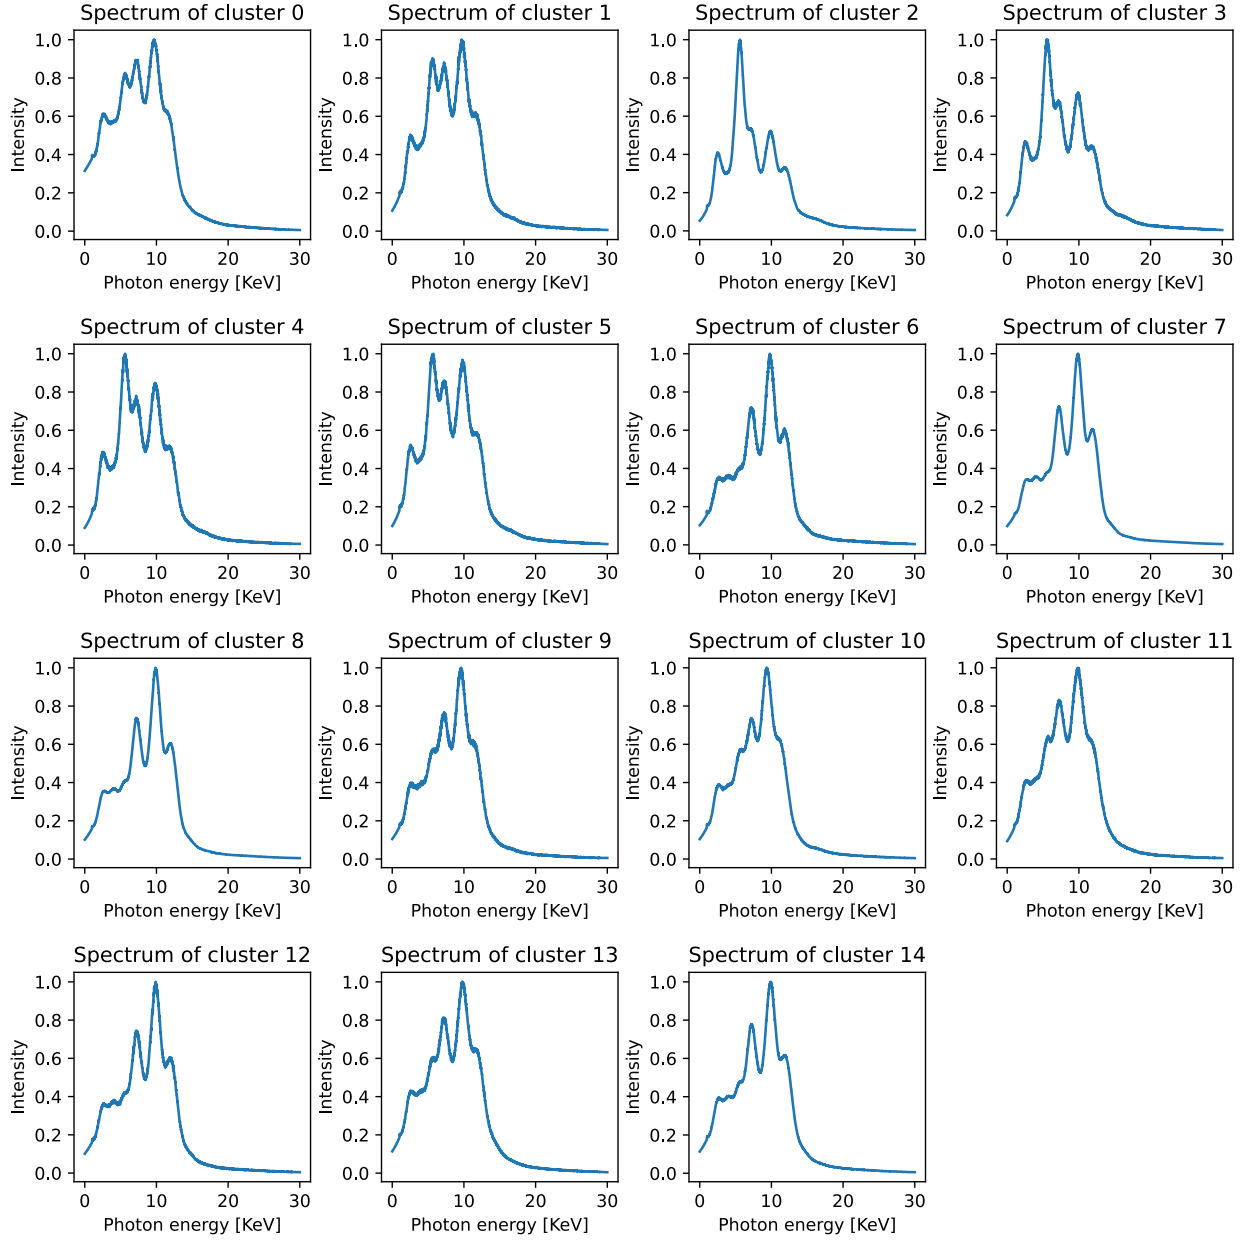 Spectrum of cluster 0 Spectrum of cluster 1 Spectrum of cluster 2 Spectrum of cluster 3
1.0 1.0 1.0 1.0
0.8 0.8 0.8 0.8
0.6 0.6 0.6 0.6
0.4 0.4 0.4 0.4
0.2 0.2 0.2 0.2
0.0 0.0 0.0 0.0
Intensity Intensity Intensity Intensity
0 10 20 30 0 10 20 30 0 10 20 30 0 10 20 30
Photon energy [KeV] Photon energy [KeV] Photon energy [KeV] Photon energy [KeV]
Spectrum of cluster 4 Spectrum of cluster 5 Spectrum of cluster 6 Spectrum of cluster 7
1.0 1.0 1.0 1.0
0.8 0.8 0.8 0.8
0.6 0.6 0.6 0.6
0.4 0.4 0.4 0.4
0.2 0.2 0.2 0.2
0.0 0.0 0.0 0.0
Intensity Intensity Intensity Intensity
0 10 20 30 0 10 20 30 0 10 20 30 0 10 20 30
Photon energy [KeV] Photon energy [KeV] Photon energy [KeV] Photon energy [KeV]
Spectrum of cluster 8 Spectrum of cluster 9 Spectrum of cluster 10 Spectrum of cluster 11
1.0 1.0 1.0 1.0
0.8 0.8 0.8 0.8
0.6 0.6 0.6 0.6
0.4 0.4 0.4 0.4
0.2 0.2 0.2 0.2
0.0 0.0 0.0 0.0
Intensity Intensity Intensity Intensity
0 10 20 30 0 10 20 30 0 10 20 30 0 10 20 30
Photon energy [KeV] Photon energy [KeV] Photon energy [KeV] Photon energy [KeV]
Spectrum of cluster 12 Spectrum of cluster 13 Spectrum of cluster 14
1.0 1.0 1.0
0.8 0.8 0.8
0.6 0.6 0.6
0.4 0.4 0.4
0.2 0.2 0.2
0.0 0.0 0.0
Intensity Intensity Intensity
0 10 20 30 0 10 20 30 0 10 20 30
Photon energy [KeV] Photon energy [KeV] Photon energy [KeV]